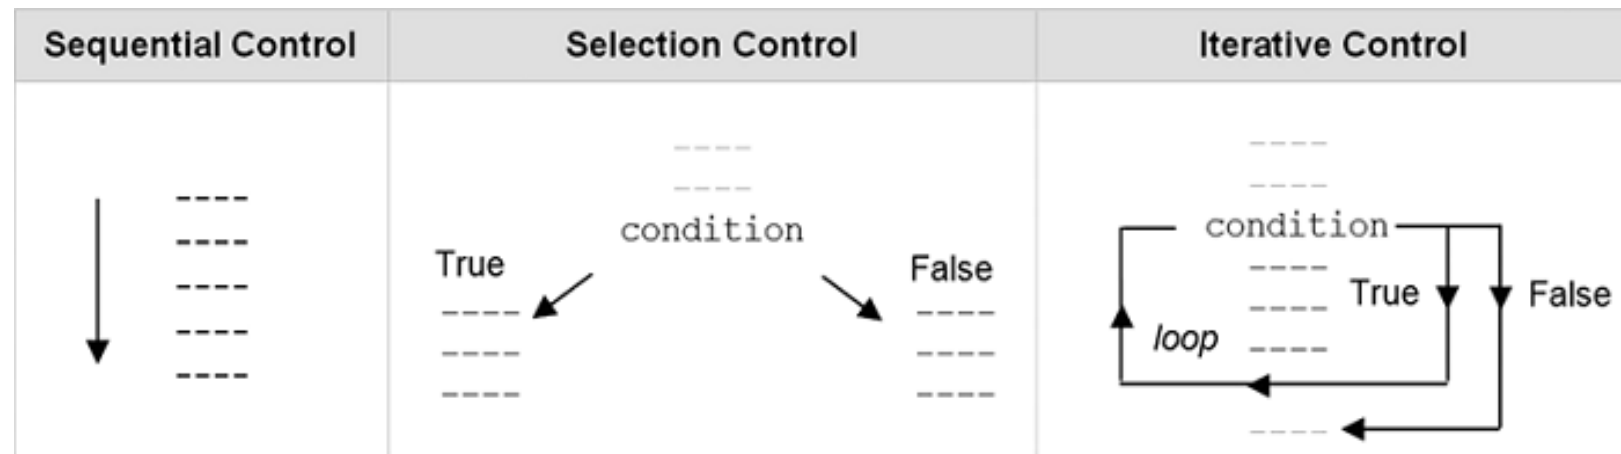 Sequential Control
Selection Control
Iterative Control
condition
True
False
condition
True
False
loop